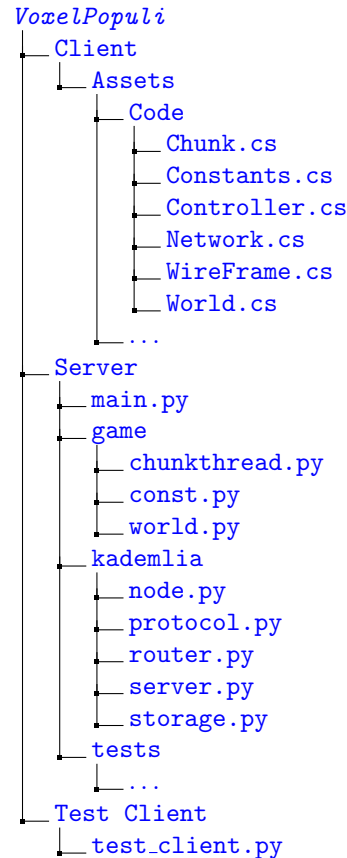 VoxelPopuli
Client
Assets
Code
Chunk.cs
Constants.cs
Controller.cs
Network.cs
WireFrame.cs
World.cs
...
Server
main.py
game
chunkthread.py
const.py
world.py
kademlia
node.py
protocol.py
router.py
server.py
storage.py
tests
...
Test Client
test_client.py